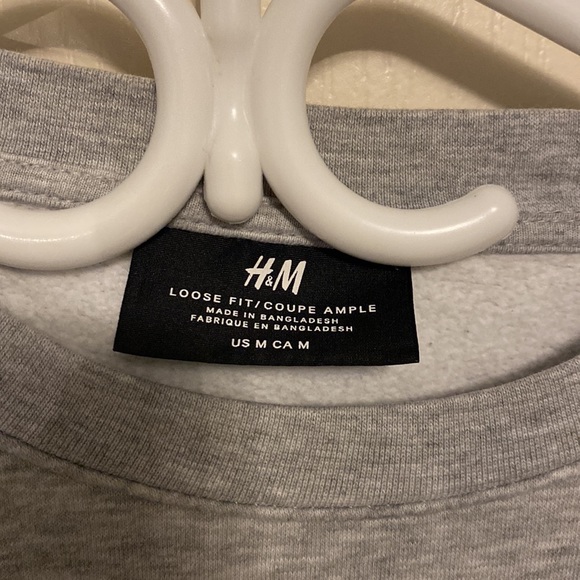 H&M
LOOSE FIT/COUPE AMPLE
MADE IN BANGLADESH
FABRIQUE EN BANGLADESH
US M CA M